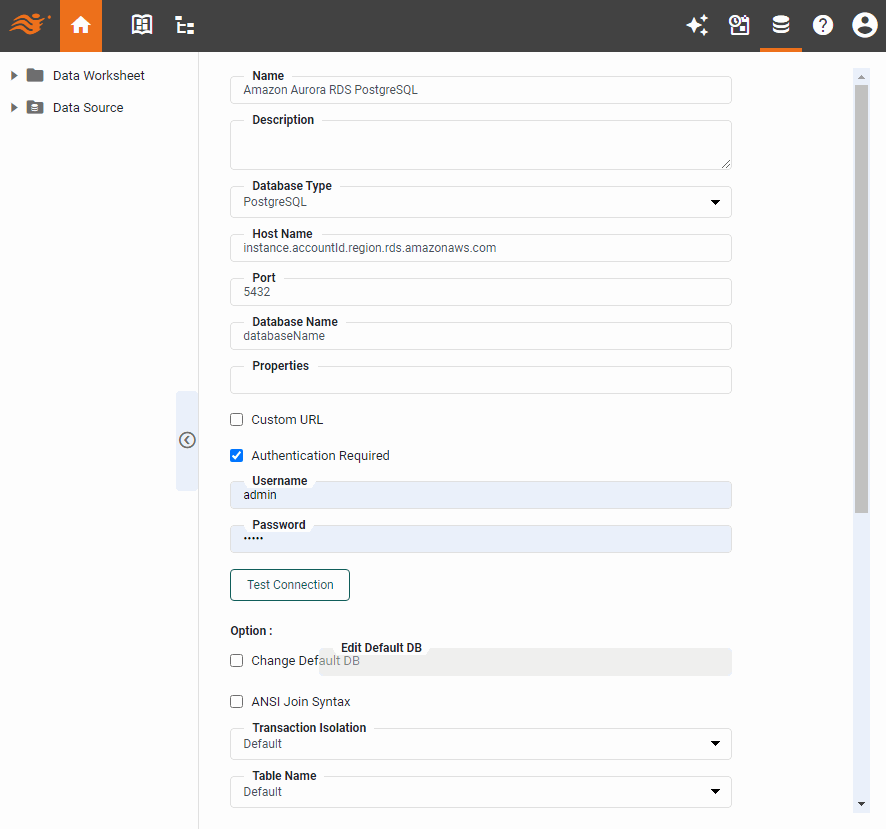 Data Worksheet
Data Source
Name
Amazon Aurora RDS PostgreSQL
Description
Database Type
PostgreSQL
Host Name
instance.accountId.region.rds.amazonaws.com
Port
5432
Database Name
databaseName
Properties
Custom URL
Authentication Required
Username
admin
Password
•••••
Test Connection
Option :
Edit Default DB
Change Default DB
ANSI Join Syntax
Transaction Isolation
Default
Table Name
Default